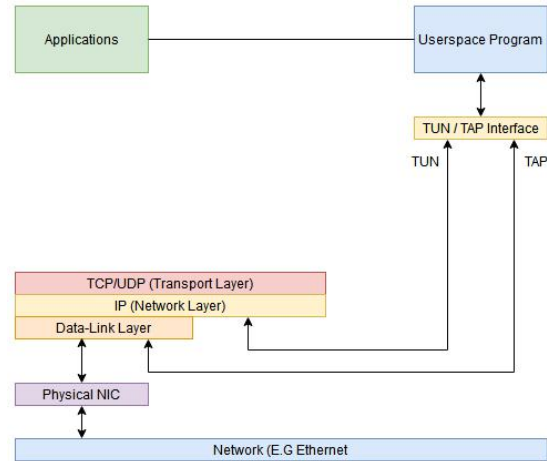 Applications
Userspace Program
TUN / TAP Interface
TUN
TAP
TCP/UDP (Transport Layer)
IP (Network Layer)
Data-Link Layer
Physical NIC
Network (E.G Ethernet